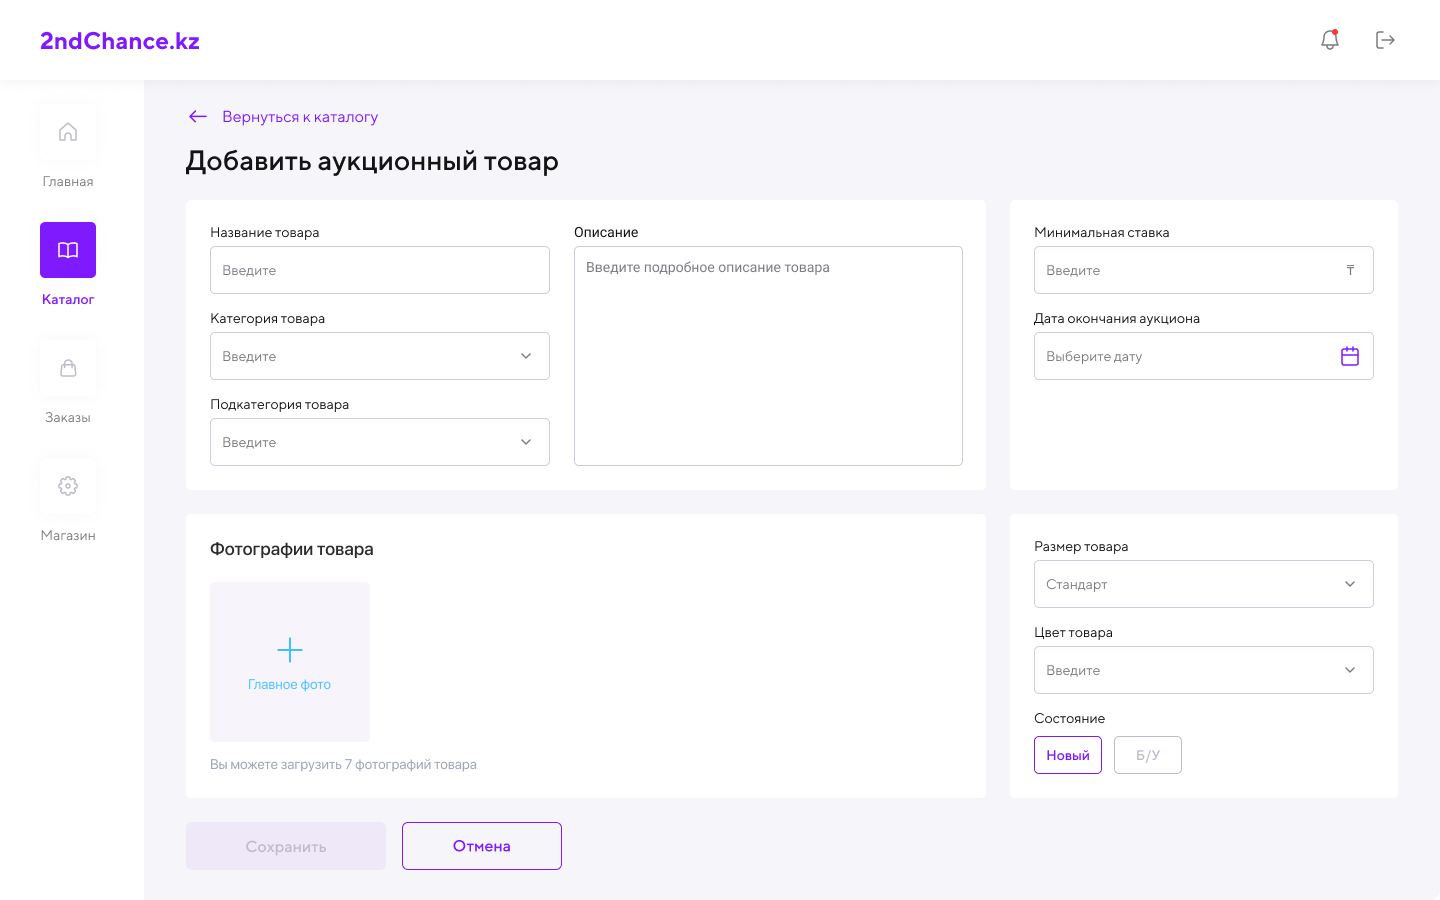 2ndChance.kz
Главная
Каталог
Заказы
Магазин
Вернуться к каталогу
Добавить аукционный товар
Название товара
Введите
Категория товара
Введите
Подкатегория товара
Введите
Описание
Введите подробное описание товара
Минимальная ставка
Введите ₸
Дата окончания аукциона
Выберите дату
Фотографии товара
Главное фото
Вы можете загрузить 7 фотографий товара
Размер товара
Стандарт
Цвет товара
Введите
Состояние
Новый Б/У
Сохранить Отмена